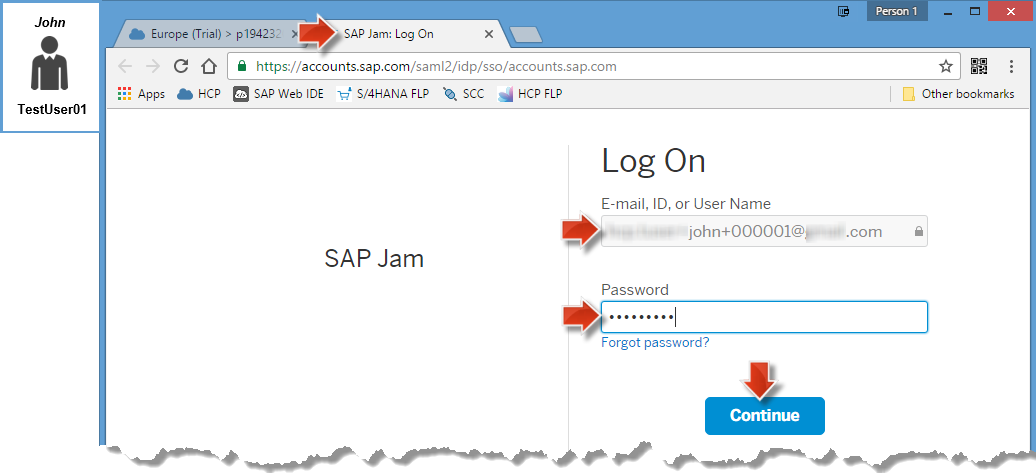 John
TestUser01
Person 1
Europe (Trial) > p194232
SAP Jam: Log On
https://accounts.sap.com/saml2/idp/sso/accounts.sap.com
Apps
HCP
SAP Web IDE
S/4HANA FLP
SCC
HCP FLP
Other bookmarks
SAP Jam
Log On
E-mail, ID, or User Name
john+000001@ .com
Password
•••••••••
Forgot password?
Continue